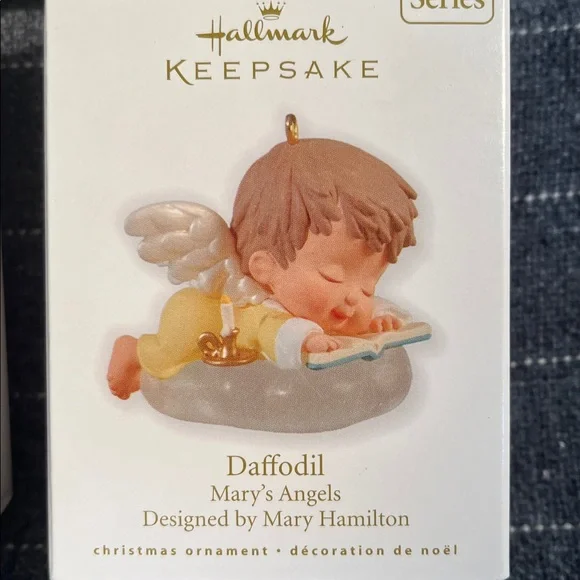 Series
Hallmark
KEEPSAKE
Daffodil
Mary's Angels
Designed by Mary Hamilton
christmas ornament • décoration de noël